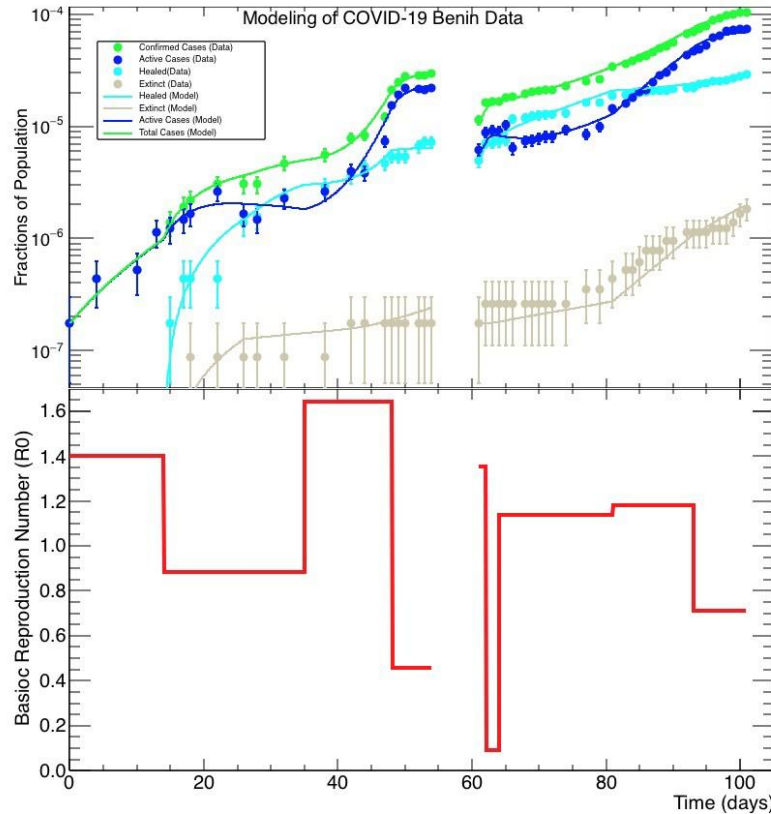 Modeling of COVID-19 Benin Data
Confirmed Cases (Data)
Active Cases (Data)
Healed(Data)
Extinct (Data)
Healed (Model)
Extinct (Model)
Active Cases (Model)
Total Cases (Model)
Fractions of Population
10⁻⁴
10⁻⁵
10⁻⁶
10⁻⁷
Basioc Reproduction Number (R0)
1.6
1.4
1.2
1.0
0.8
0.6
0.4
0.2
0.0
0 20 40 60 80 100
Time (days)